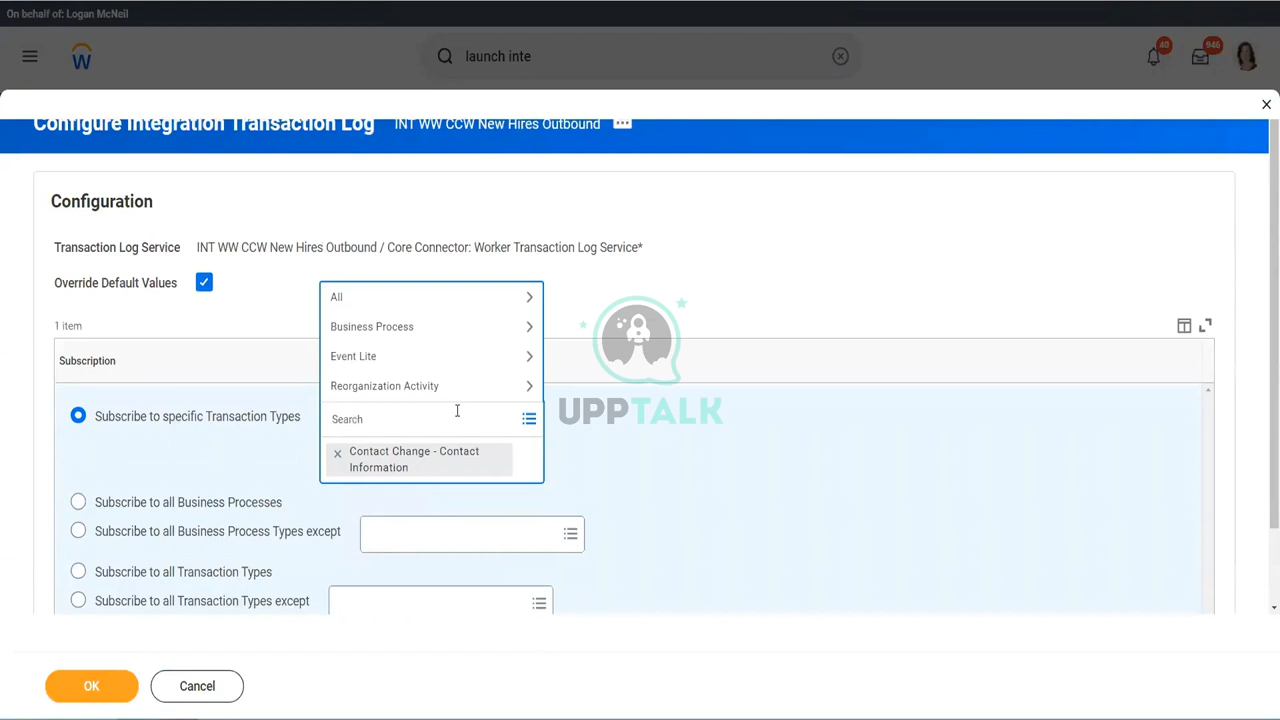 On behalf of: Logan McNeil
W
launch inte
40
946
Configure Integration Transaction Log
INT WW CCW New Hires Outbound
Configuration
Transaction Log Service
INT WW CCW New Hires Outbound / Core Connector: Worker Transaction Log Service*
Override Default Values
All
1 item
Business Process
Subscription
Event Lite
Reorganization Activity
Subscribe to specific Transaction Types
Search
UPPTALK
Contact Change - Contact
Information
Subscribe to all Business Processes
Subscribe to all Business Process Types except
Subscribe to all Transaction Types
Subscribe to all Transaction Types except
OK
Cancel